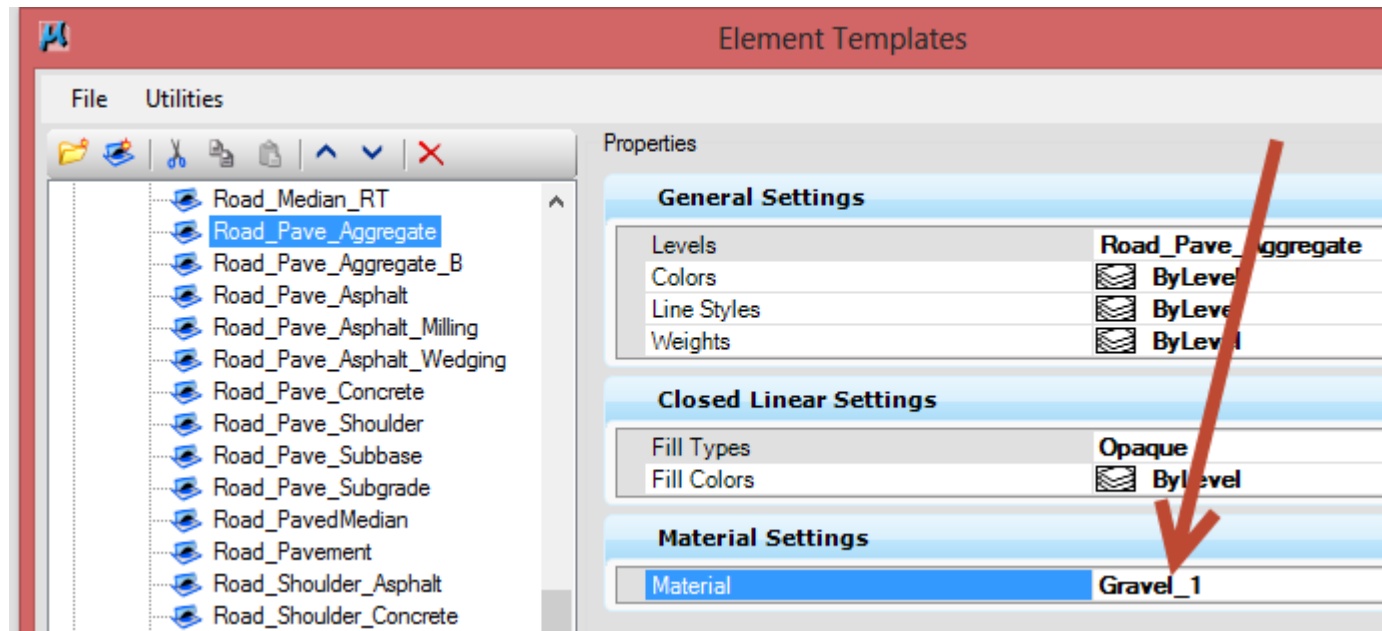 Element Templates
File Utilities
Properties
Road_Median_RT
Road_Pave_Aggregate
Road_Pave_Aggregate_B
Road_Pave_Asphalt
Road_Pave_Asphalt_Milling
Road_Pave_Asphalt_Wedging
Road_Pave_Concrete
Road_Pave_Shoulder
Road_Pave_Subbase
Road_Pave_Subgrade
Road_PavedMedian
Road_Pavement
Road_Shoulder_Asphalt
Road_Shoulder_Concrete
General Settings
Levels Road_Pave_Aggregate
Colors ByLevel
Line Styles ByLevel
Weights ByLevel
Closed Linear Settings
Fill Types Opaque
Fill Colors ByLevel
Material Settings
Material Gravel_1